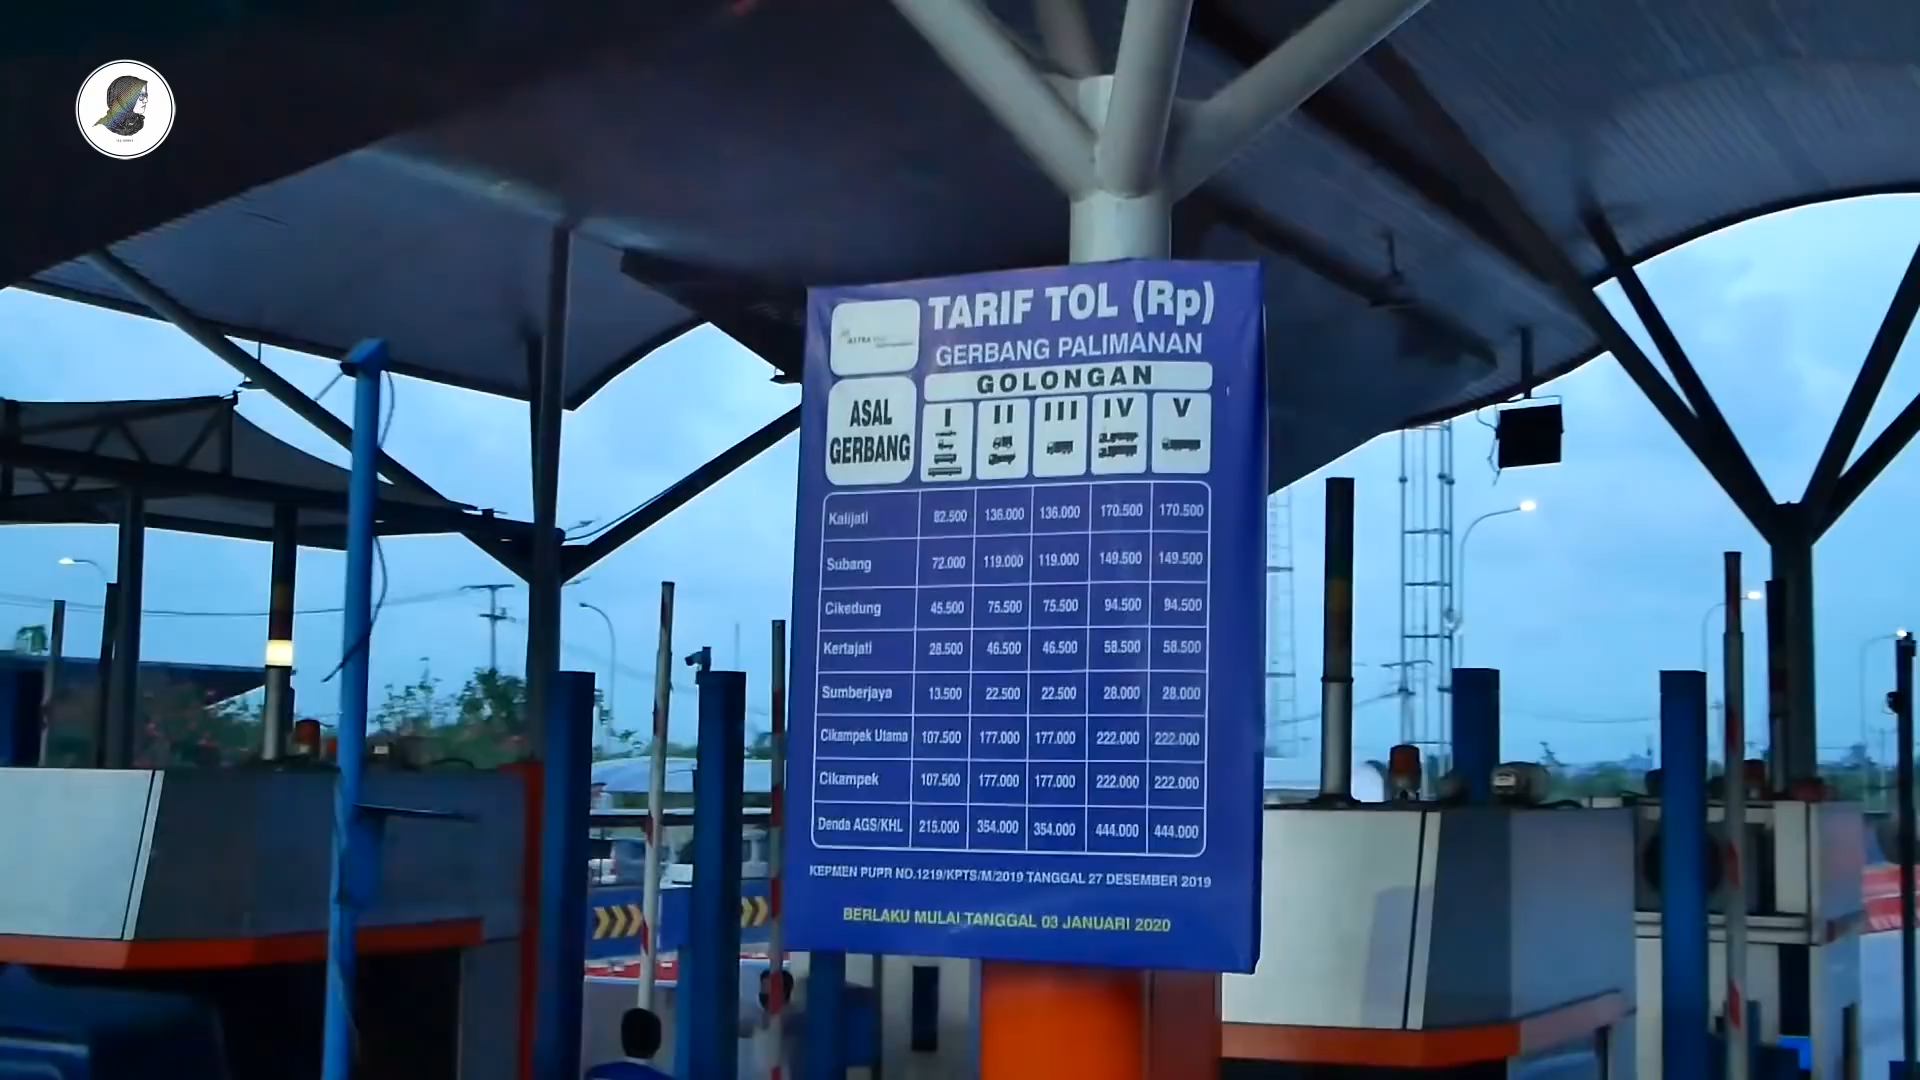 TARIF TOL (Rp)
GERBANG PALIMANAN
ASTRA
ASAL GERBANG
GOLONGAN
I II III IV V
Kalijati 82.500 136.000 136.000 170.500 170.500
Subang 72.000 119.000 119.000 149.500 149.500
Cikedung 45.500 75.500 75.500 94.500 94.500
Kertajati 28.500 46.500 46.500 58.500 58.500
Sumberjaya 13.500 22.500 22.500 28.000 28.000
Cikampek Utama 107.500 177.000 177.000 222.000 222.000
Cikampek 107.500 177.000 177.000 222.000 222.000
Denda AGS/KHL 215.000 354.000 354.000 444.000 444.000
KEPMEN PUPR NO.1219/KPTS/M/2019 TANGGAL 27 DESEMBER 2019
BERLAKU MULAI TANGGAL 03 JANUARI 2020